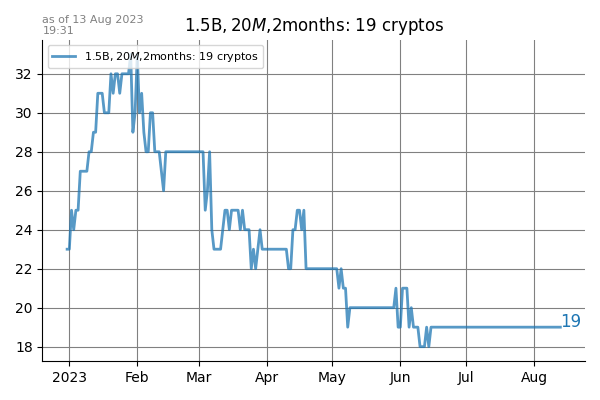 as of 13 Aug 2023
19:31
1.5B, 20M,2months: 19 cryptos
1.5B, 20M,2months: 19 cryptos
32
30
28
26
24
22
20
18
19
2023 Feb Mar Apr May Jun Jul Aug